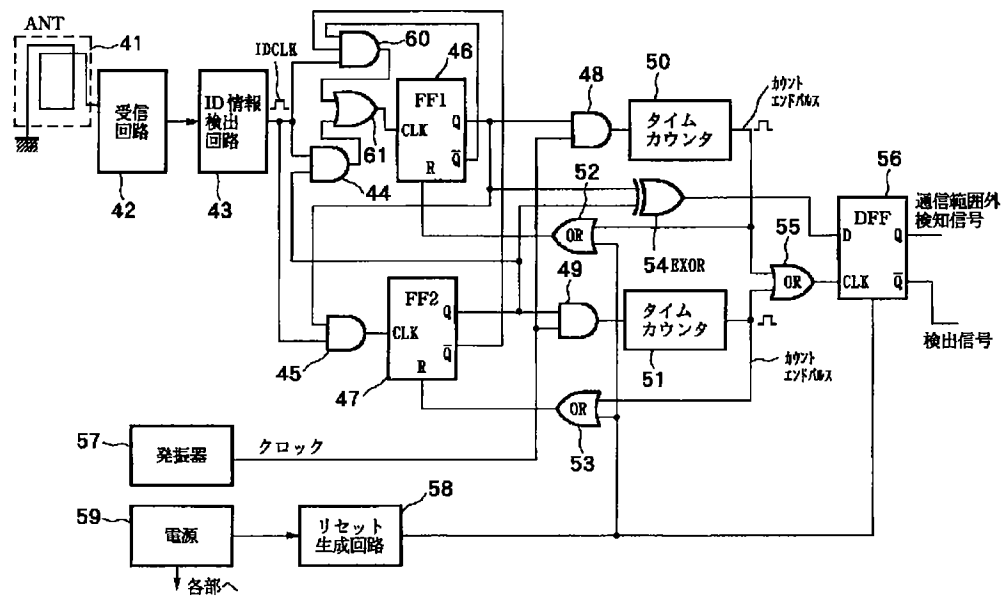 ANT
41
受信
回路
42
ID情報
検出
回路
43
IDCLK
60
61
44
46
FF1
CLK
Q
Q̅
R
48
50
タイム
カウンタ
カウント
エンドパルス
52
OR
54 EXOR
56
DFF
D
Q
CLK
Q̅
通信範囲外
検知信号
検出信号
55
OR
45
47
FF2
CLK
Q
Q̅
R
49
タイム
カウンタ
51
カウント
エンドパルス
OR
53
57
発振器
クロック
59
電源
各部へ
58
リセット
生成回路